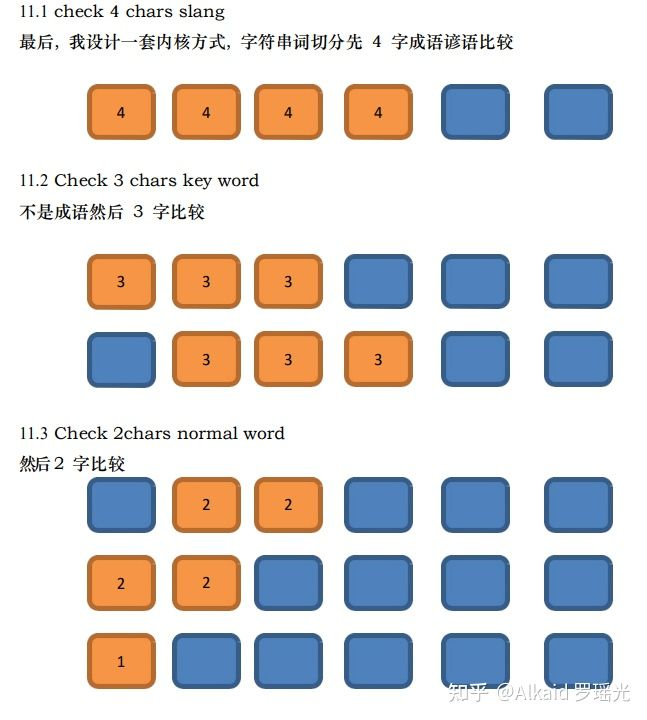 11.1 check 4 chars slang
最后，我设计一套内核方式，字符串词切分先 4 字成语谚语比较
4 4 4 4
11.2 Check 3 chars key word
不是成语然后 3 字比较
3 3 3
3 3 3
11.3 Check 2chars normal word
然后2 字比较
2 2
2 2
1
知乎 @Alkaid 罗瑶光